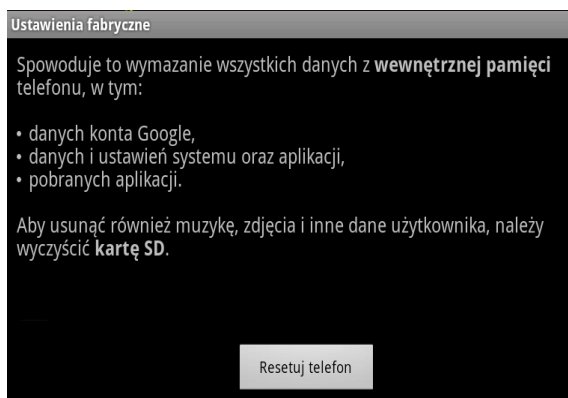 Ustawienia fabryczne
Spowoduje to wymazanie wszystkich danych z wewnętrznej pamięci
telefonu, w tym:
• danych konta Google,
• danych i ustawień systemu oraz aplikacji,
• pobranych aplikacji.
Aby usunąć również muzykę, zdjęcia i inne dane użytkownika, należy
wyczyścić kartę SD.
Resetuj telefon